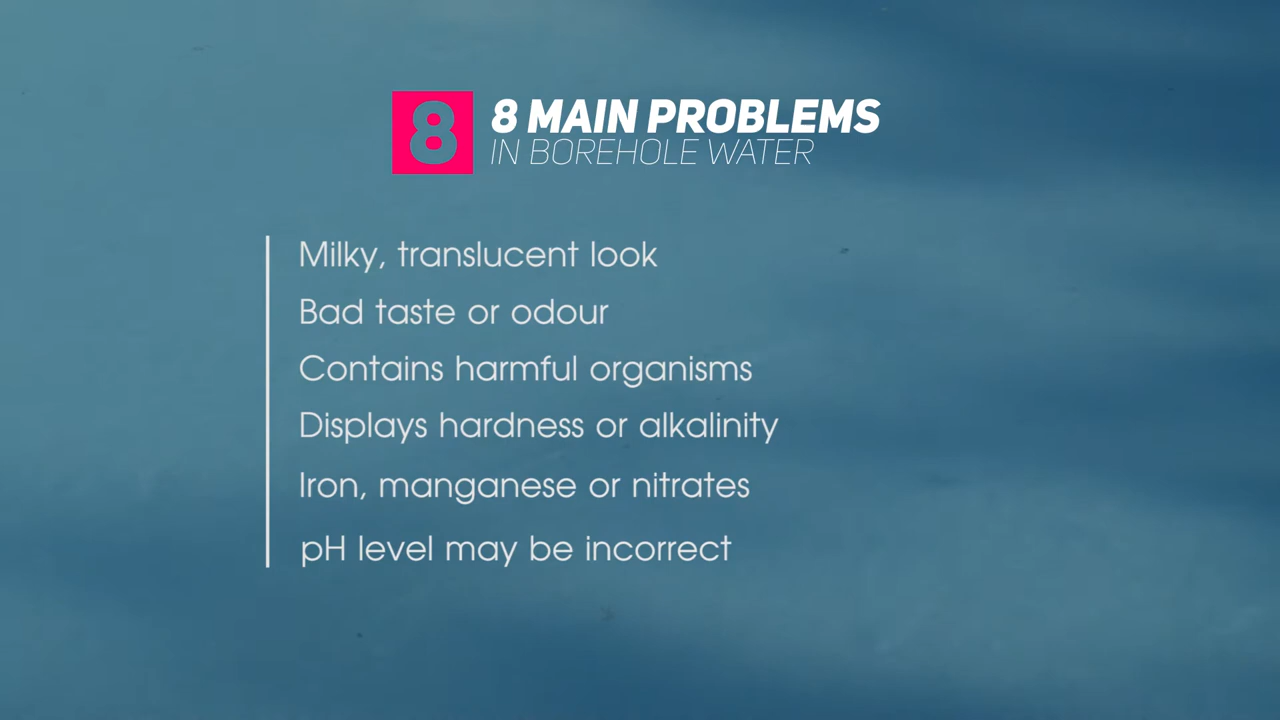 8
8 MAIN PROBLEMS
IN BOREHOLE WATER
Milky, translucent look
Bad taste or odour
Contains harmful organisms
Displays hardness or alkalinity
Iron, manganese or nitrates
pH level may be incorrect